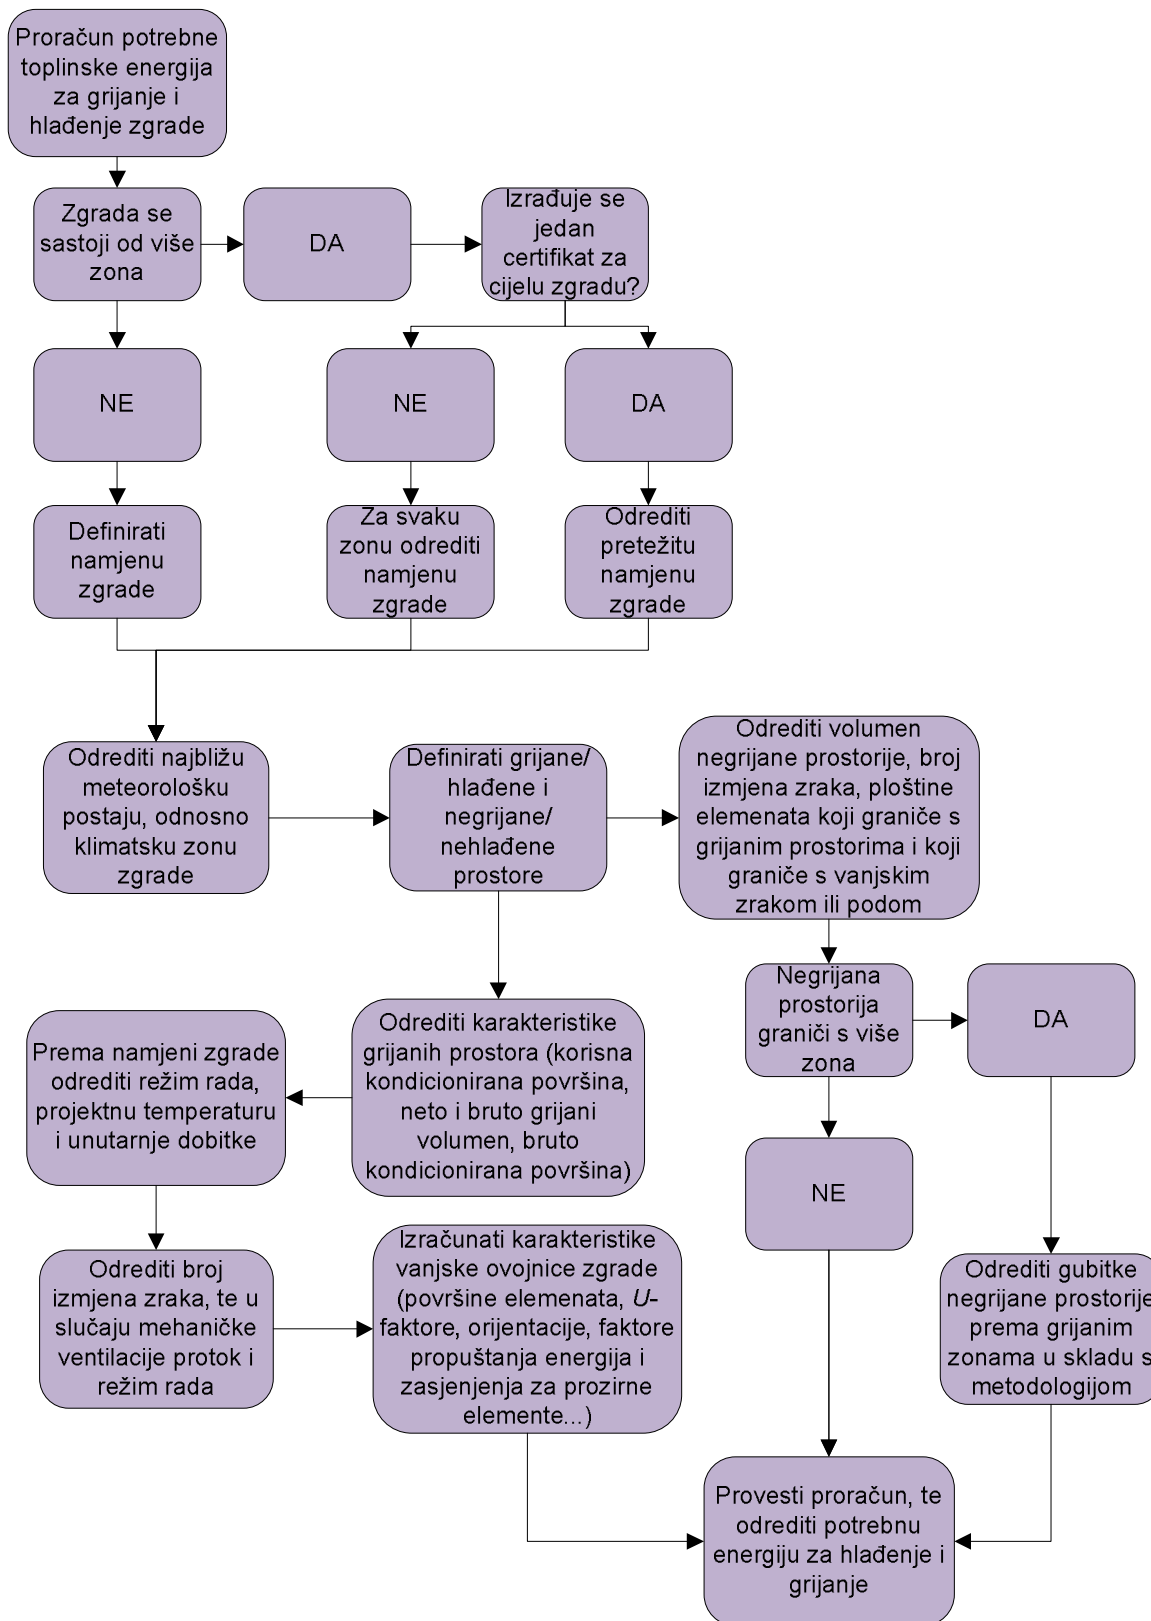 Proračun potrebne
toplinske energija
za grijanje i
hlađenje zgrade
Zgrada se
sastoji od više
zona
DA
Izrađuje se
jedan
certifikat za
cijelu zgradu?
NE
NE
DA
Definirati
namjenu
zgrade
Za svaku
zonu odrediti
namjenu
zgrade
Odrediti
pretežitu
namjenu
zgrade
Odrediti najbližu
meteorološku
postaju, odnosno
klimatsku zonu
zgrade
Definirati grijane/
hlađene i
negrijane/
nehlađene
prostore
Odrediti volumen
negrijane prostorije, broj
izmjena zraka, ploštine
elemenata koji graniče s
grijanim prostorima i koji
graniče s vanjskim
zrakom ili podom
Negrijana
prostorija
graniči s više
zona
DA
Prema namjeni zgrade
odrediti režim rada,
projektnu temperaturu
i unutarnje dobitke
Odrediti karakteristike
grijanih prostora (korisna
kondicionirana površina,
neto i bruto grijani
volumen, bruto
kondicionirana površina)
NE
Odrediti broj
izmjena zraka, te u
slučaju mehaničke
ventilacije protok i
režim rada
Izračunati karakteristike
vanjske ovojnice zgrade
(površine elemenata, U-
faktore, orijentacije, faktore
propuštanja energija i
zasjenjenja za prozirne
elemente...)
Odrediti gubitke
negrijane prostorije
prema grijanim
zonama u skladu s
metodologijom
Provesti proračun, te
odrediti potrebnu
energiju za hlađenje i
grijanje